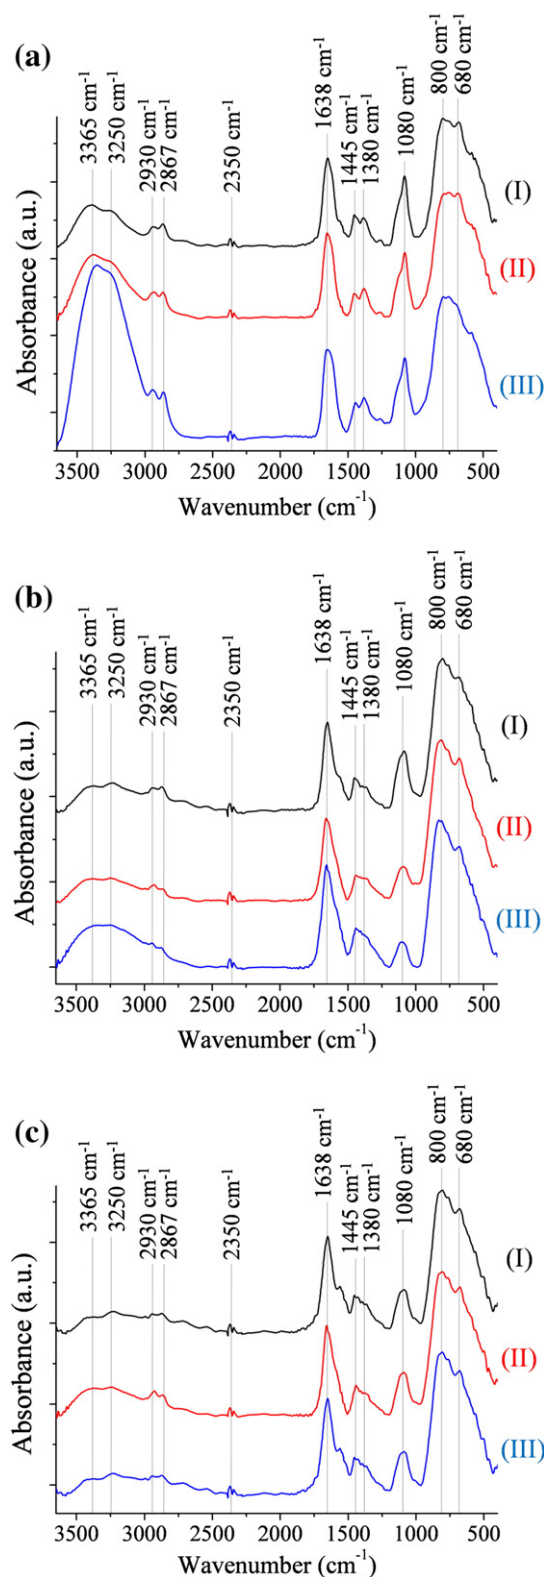 (a)
3365 cm⁻¹
3250 cm⁻¹
2930 cm⁻¹
2867 cm⁻¹
2350 cm⁻¹
1638 cm⁻¹
1445 cm⁻¹
1380 cm⁻¹
1080 cm⁻¹
800 cm⁻¹
680 cm⁻¹
(I)
(II)
(III)
Absorbance (a.u.)
3500 3000 2500 2000 1500 1000 500
Wavenumber (cm⁻¹)
(b)
3365 cm⁻¹
3250 cm⁻¹
2930 cm⁻¹
2867 cm⁻¹
2350 cm⁻¹
1638 cm⁻¹
1445 cm⁻¹
1380 cm⁻¹
1080 cm⁻¹
800 cm⁻¹
680 cm⁻¹
(I)
(II)
(III)
Absorbance (a.u.)
3500 3000 2500 2000 1500 1000 500
Wavenumber (cm⁻¹)
(c)
3365 cm⁻¹
3250 cm⁻¹
2930 cm⁻¹
2867 cm⁻¹
2350 cm⁻¹
1638 cm⁻¹
1445 cm⁻¹
1380 cm⁻¹
1080 cm⁻¹
800 cm⁻¹
680 cm⁻¹
(I)
(II)
(III)
Absorbance (a.u.)
3500 3000 2500 2000 1500 1000 500
Wavenumber (cm⁻¹)